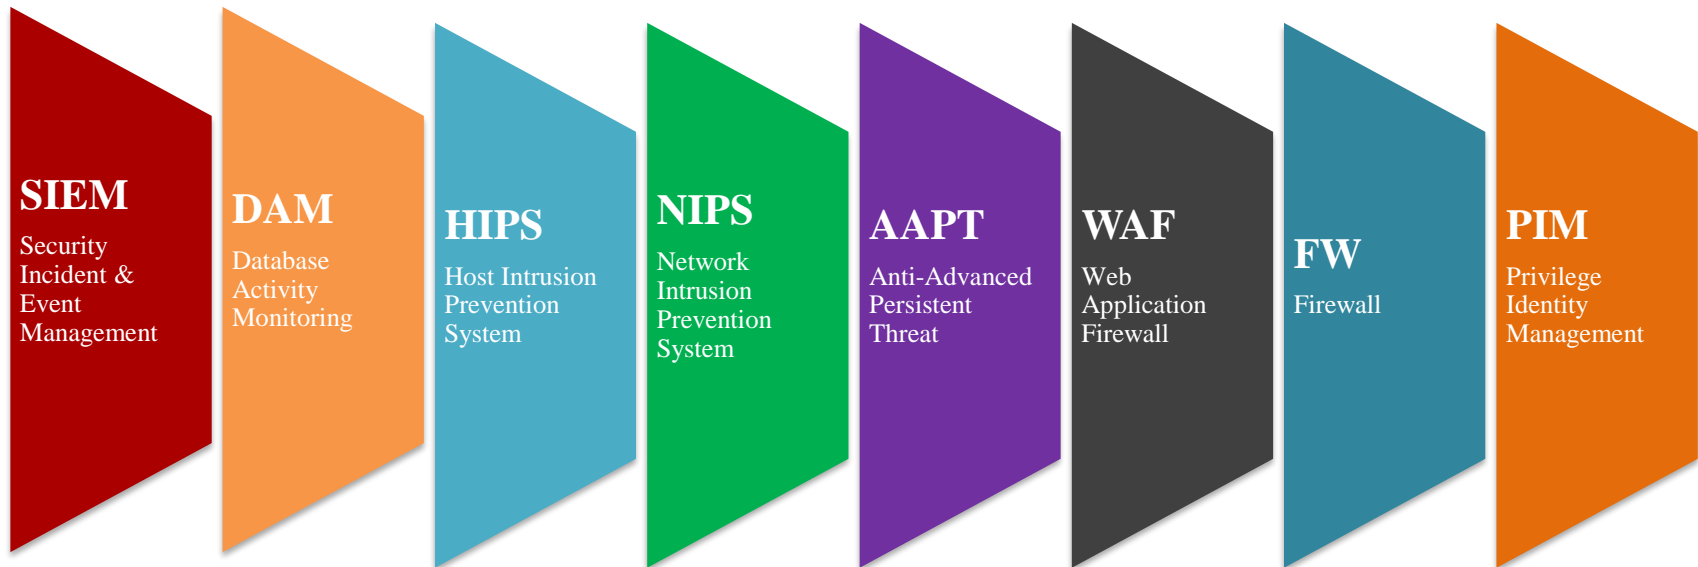 SIEM
Security
Incident &
Event
Management
DAM
Database
Activity
Monitoring
HIPS
Host Intrusion
Prevention
System
NIPS
Network
Intrusion
Prevention
System
AAPT
Anti-Advanced
Persistent
Threat
WAF
Web
Application
Firewall
FW
Firewall
PIM
Privilege
Identity
Management